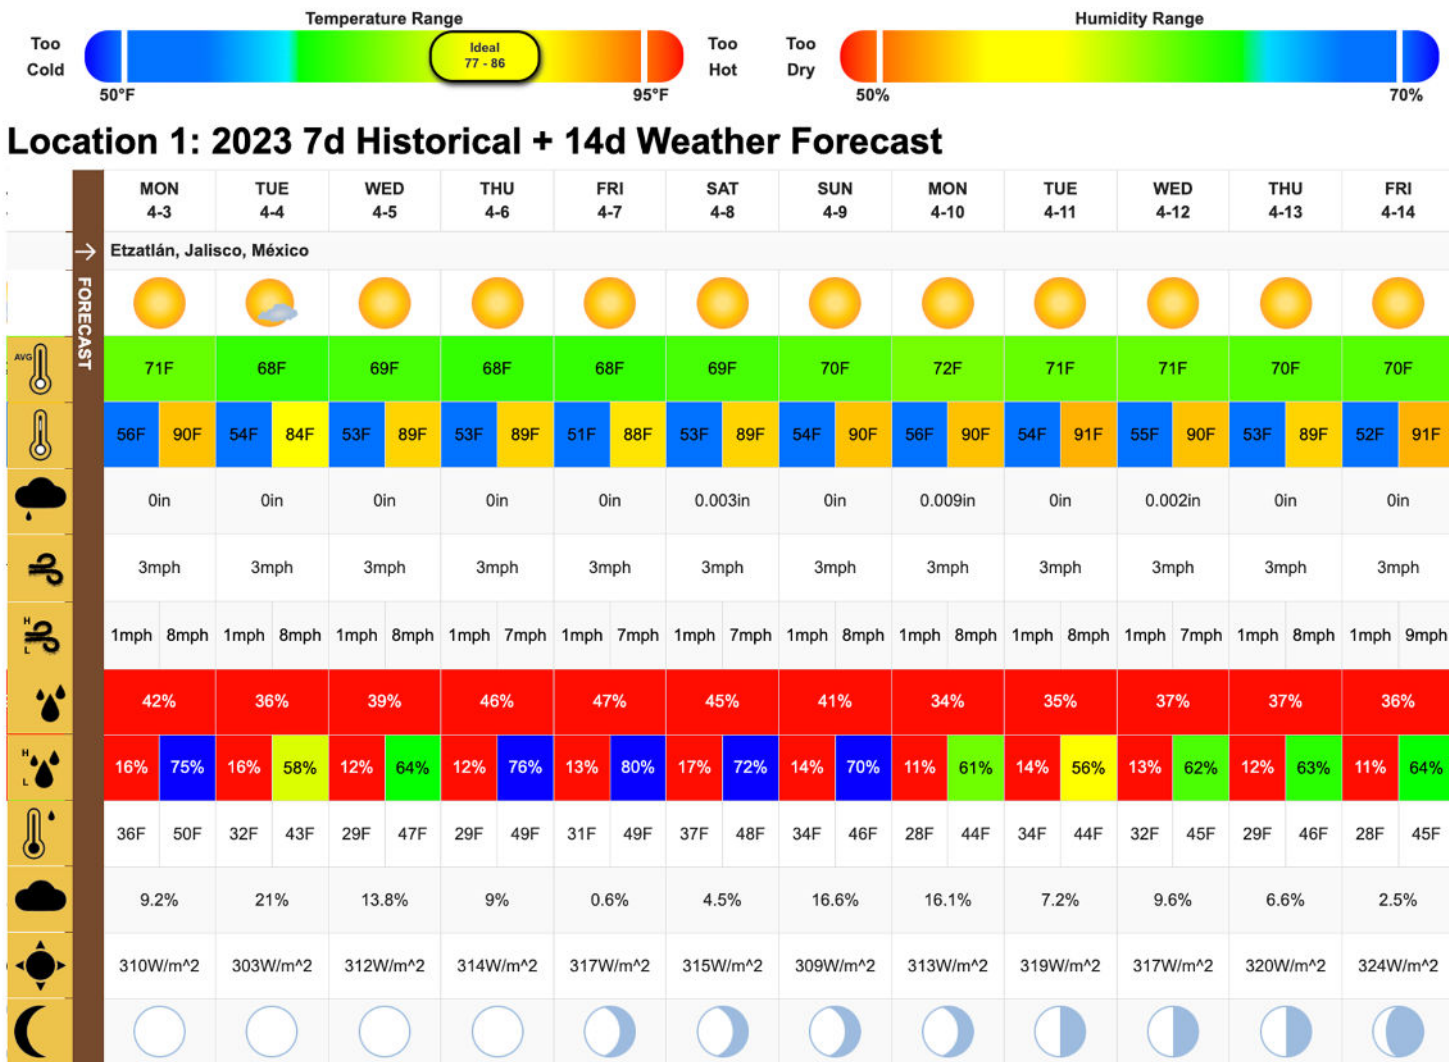 Temperature Range
Too Cold
Ideal
77 - 86
Too Hot
50°F
95°F
Humidity Range
Too Dry
Too Humid
50%
70%
Location 1: 2023 7d Historical + 14d Weather Forecast
MON TUE WED THU FRI SAT SUN MON TUE WED THU FRI
4-3 4-4 4-5 4-6 4-7 4-8 4-9 4-10 4-11 4-12 4-13 4-14
→ FORECAST
Etzatlán, Jalisco, México
AVG 71F 68F 69F 68F 68F 69F 70F 72F 71F 71F 70F 70F
56F 90F 54F 84F 53F 89F 53F 89F 51F 88F 53F 89F 54F 90F 56F 90F 54F 91F 55F 90F 53F 89F 52F 91F
0in 0in 0in 0in 0in 0.003in 0in 0.009in 0in 0.002in 0in 0in
3mph 3mph 3mph 3mph 3mph 3mph 3mph 3mph 3mph 3mph 3mph 3mph
H L 1mph 8mph 1mph 8mph 1mph 8mph 1mph 7mph 1mph 7mph 1mph 7mph 1mph 8mph 1mph 8mph 1mph 8mph 1mph 7mph 1mph 8mph 1mph 9mph
42% 36% 39% 46% 47% 45% 41% 34% 35% 37% 37% 36%
H L 16% 75% 16% 58% 12% 64% 12% 76% 13% 80% 17% 72% 14% 70% 11% 61% 14% 56% 13% 62% 12% 63% 11% 64%
36F 50F 32F 43F 29F 47F 29F 49F 31F 49F 37F 48F 34F 46F 28F 44F 34F 44F 32F 45F 29F 46F 28F 45F
9.2% 21% 13.8% 9% 0.6% 4.5% 16.6% 16.1% 7.2% 9.6% 6.6% 2.5%
310W/m^2 303W/m^2 312W/m^2 314W/m^2 317W/m^2 315W/m^2 309W/m^2 313W/m^2 319W/m^2 317W/m^2 320W/m^2 324W/m^2